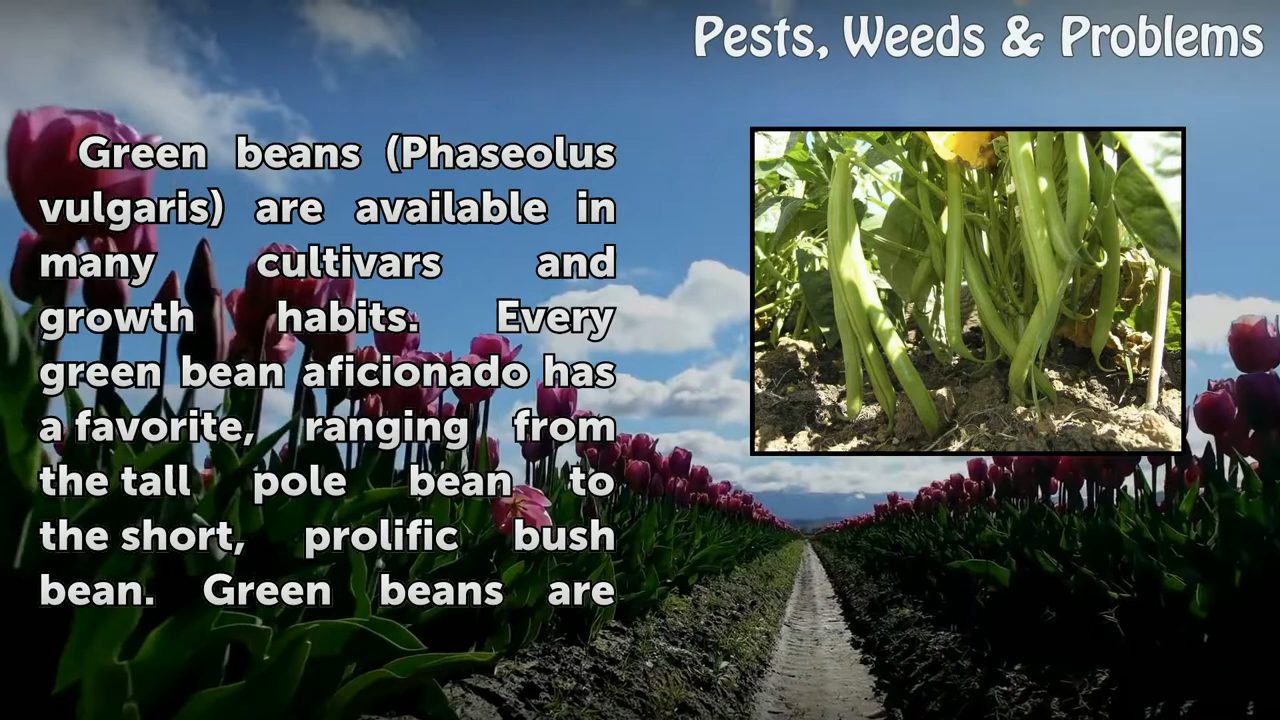 Pests, Weeds & Problems
Green beans (Phaseolus
vulgaris) are available in
many cultivars and
growth habits. Every
green bean aficionado has
a favorite, ranging from
the tall pole bean to
the short, prolific bush
bean. Green beans are